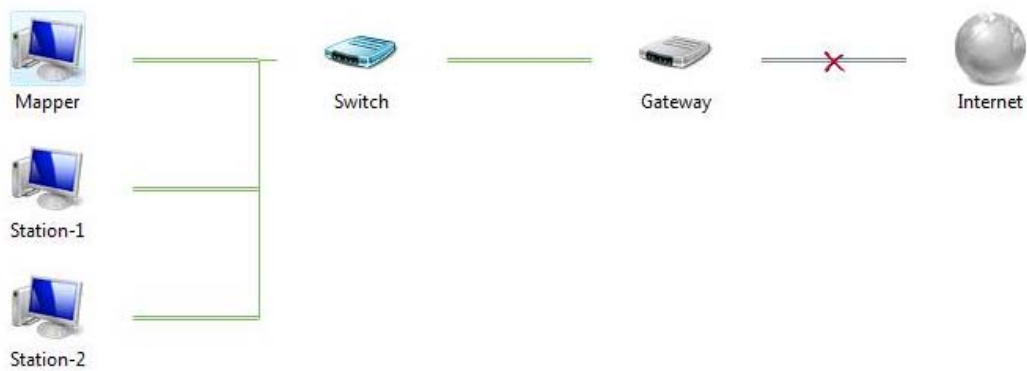 Mapper
Switch
Gateway
Internet
Station-1
Station-2